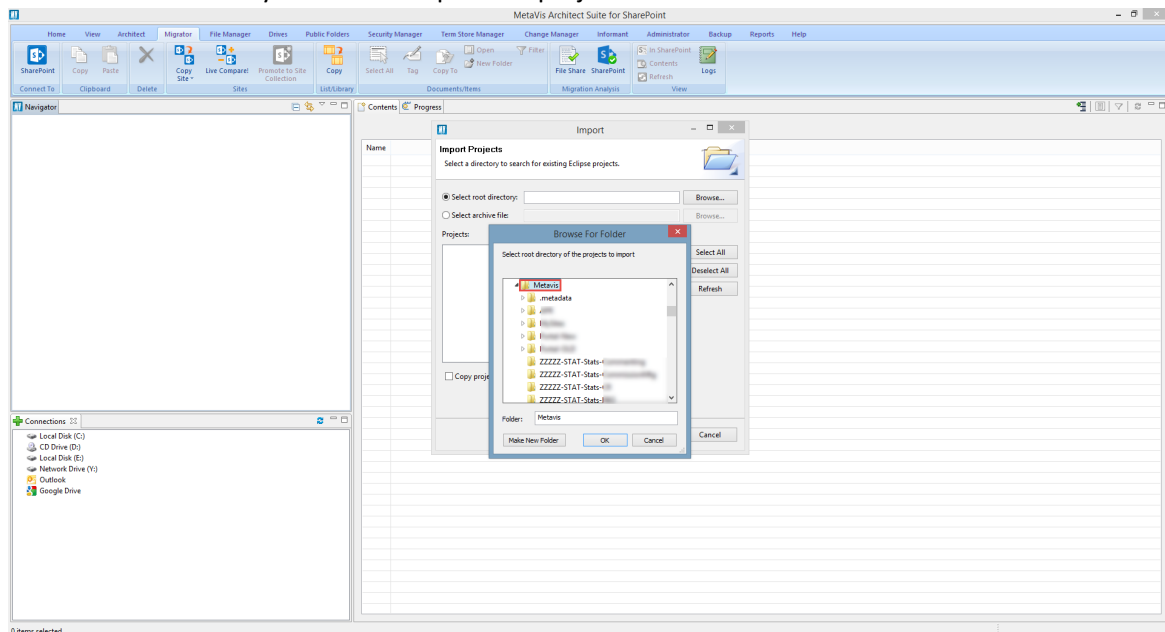 MetaVis Architect Suite for SharePoint
Home View Architect Migrator File Manager Drives Public Folders Security Manager Term Store Manager Change Manager Informant Administrator Backup Reports Help
SharePoint Copy Paste Copy Site Live Compare! Promote to Site Collection Copy Select All Tag Copy To Open New Folder Filter File Share SharePoint In SharePoint Contents Refresh Logs
Connect To Clipboard Delete Sites List/Library Documents/Items Migration Analysis View
Navigator
Contents Progress
Name
Import
Import Projects
Select a directory to search for existing Eclipse projects.
Select root directory: Browse...
Select archive file: Browse...
Projects:
Select All
Deselect All
Refresh
Copy proje
Cancel
Browse For Folder
Select root directory of the projects to import
Metavis
.metadata
ZZZZZ-STAT-Stats-
ZZZZZ-STAT-Stats-
ZZZZZ-STAT-Stats-
ZZZZZ-STAT-Stats-
Folder: Metavis
Make New Folder OK Cancel
Connections
Local Disk (C:)
CD Drive (D:)
Local Disk (E:)
Network Drive (Y:)
Outlook
Google Drive
0 items selected